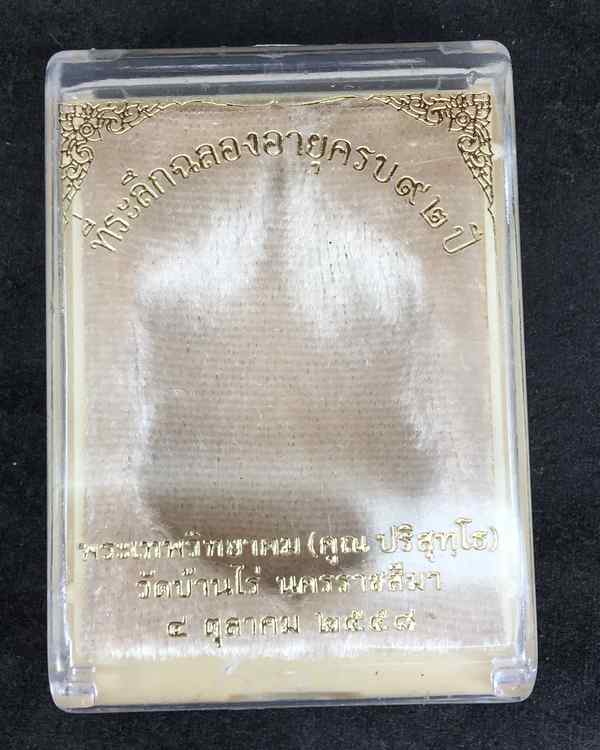 ที่ระลึกฉลองอายุครบ๙๒ ปี
พระเทพวิทยาคม (คูณ ปริสุทฺโธ)
วัดบ้านไร่ นครราชสีมา
๔ ตุลาคม ๒๕๕๘